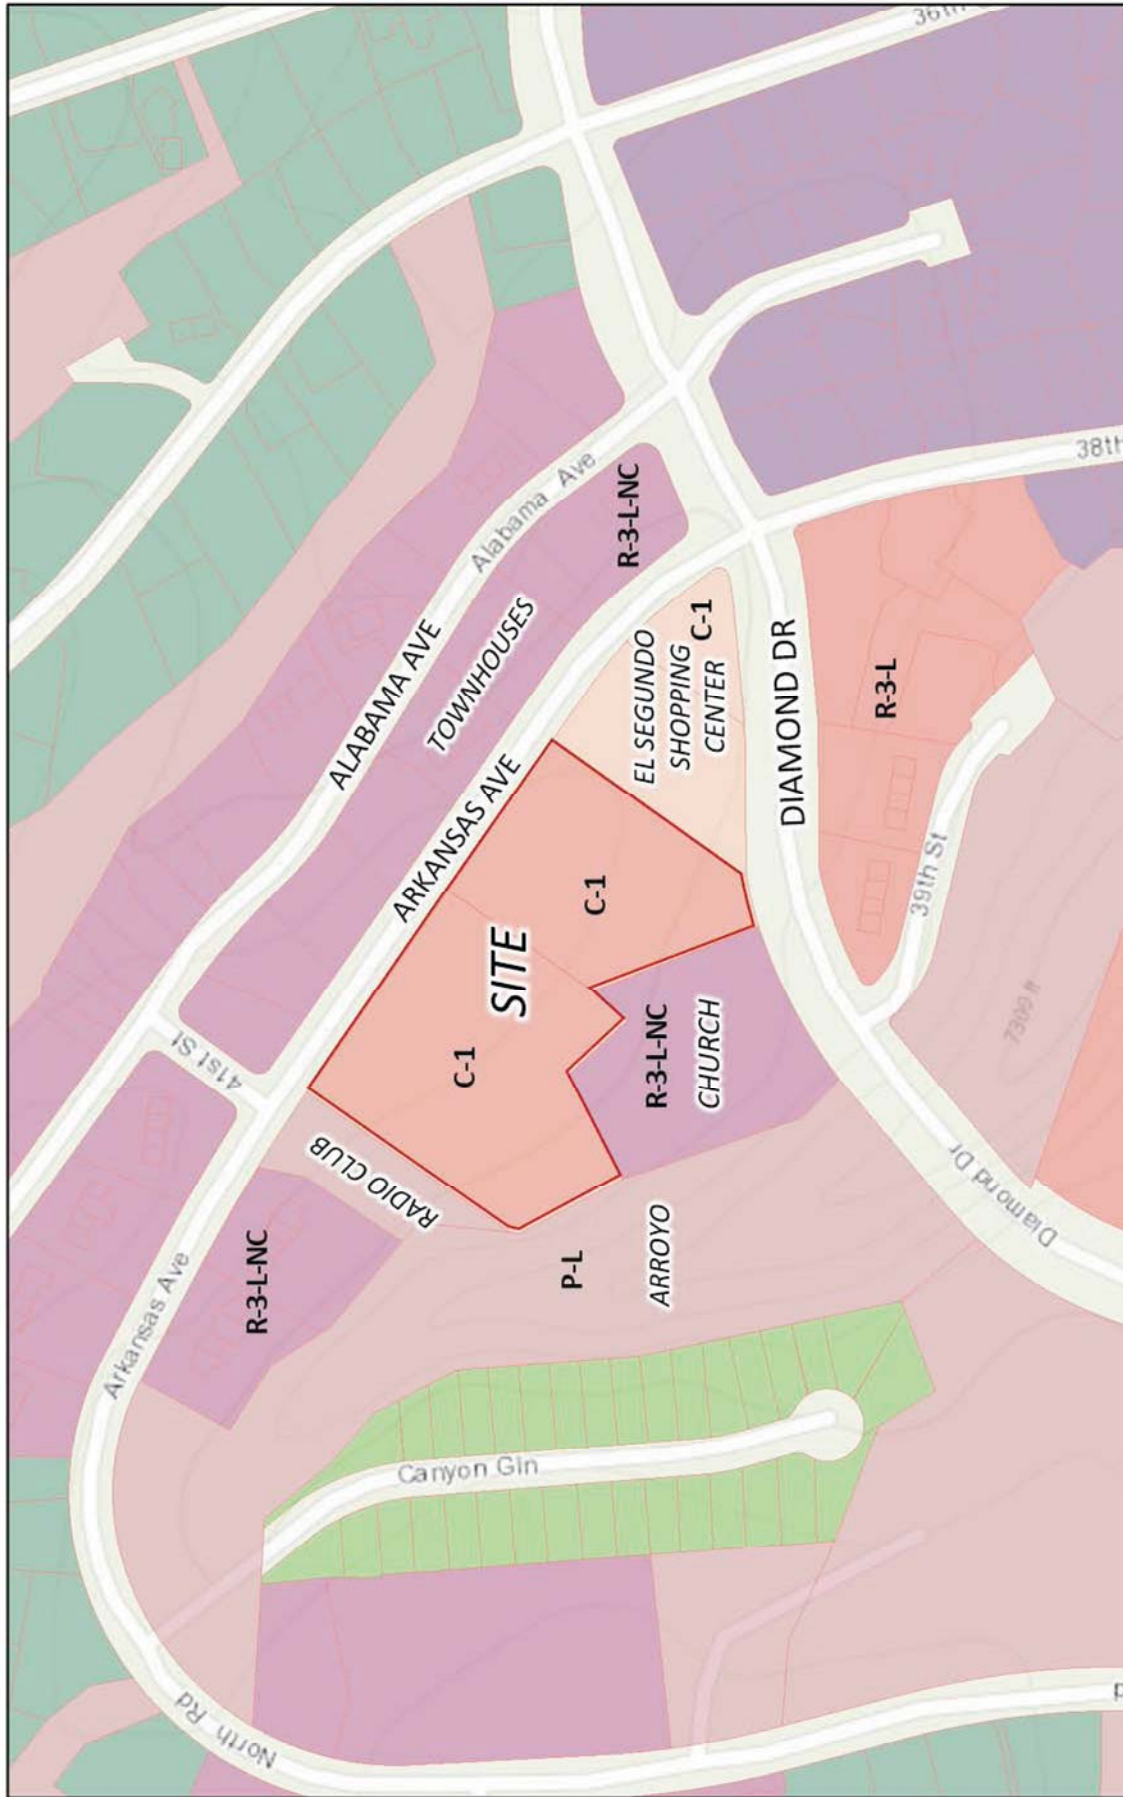 36th
38th
Alabama Ave
ALABAMA AVE
TOWNHOUSES
R-3-L-NC
EL SEGUNDO
SHOPPING
CENTER
C-1
DIAMOND DR
R-3-L
39th St
7309 ft
ARKANSAS AVE
SITE
C-1
C-1
R-3-L-NC
CHURCH
41st St
RADIO CLUB
Arkansas Ave
R-3-L-NC
P-L
ARROYO
Diamond Dr
Canyon Gln
North Rd